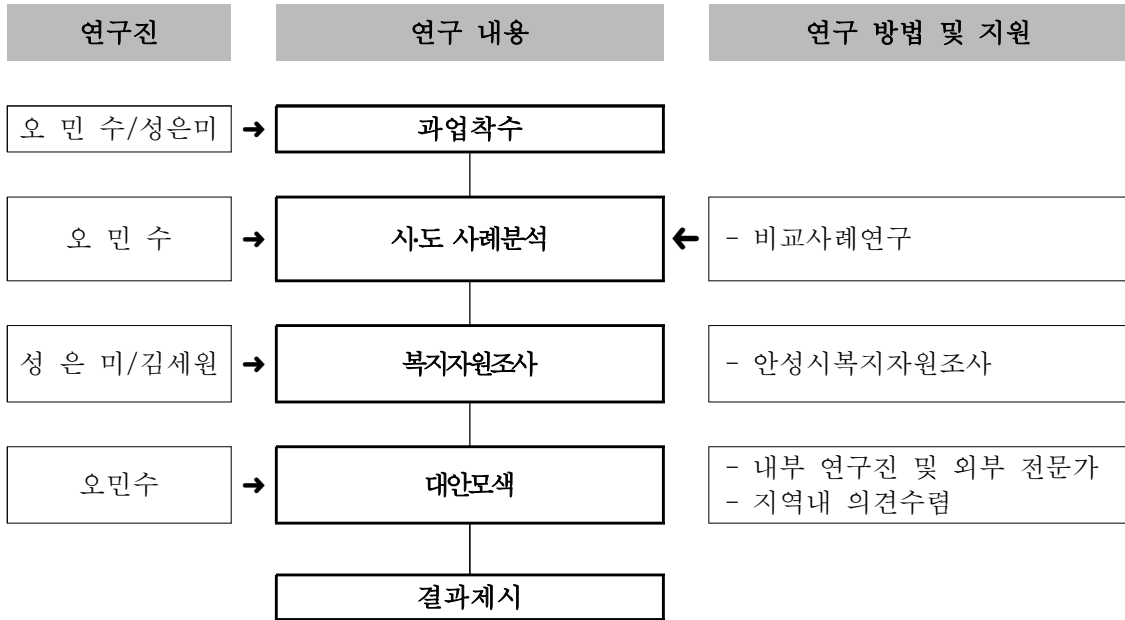 연구진
연구 내용
연구 방법 및 지원
오 민 수/성은미
➜
과업착수
오 민 수
➜
시·도 사례분석
←
- 비교사례연구
성 은 미/김세원
➜
복지자원조사
- 안성시복지자원조사
오민수
➜
대안모색
- 내부 연구진 및 외부 전문가
- 지역내 의견수렴
결과제시